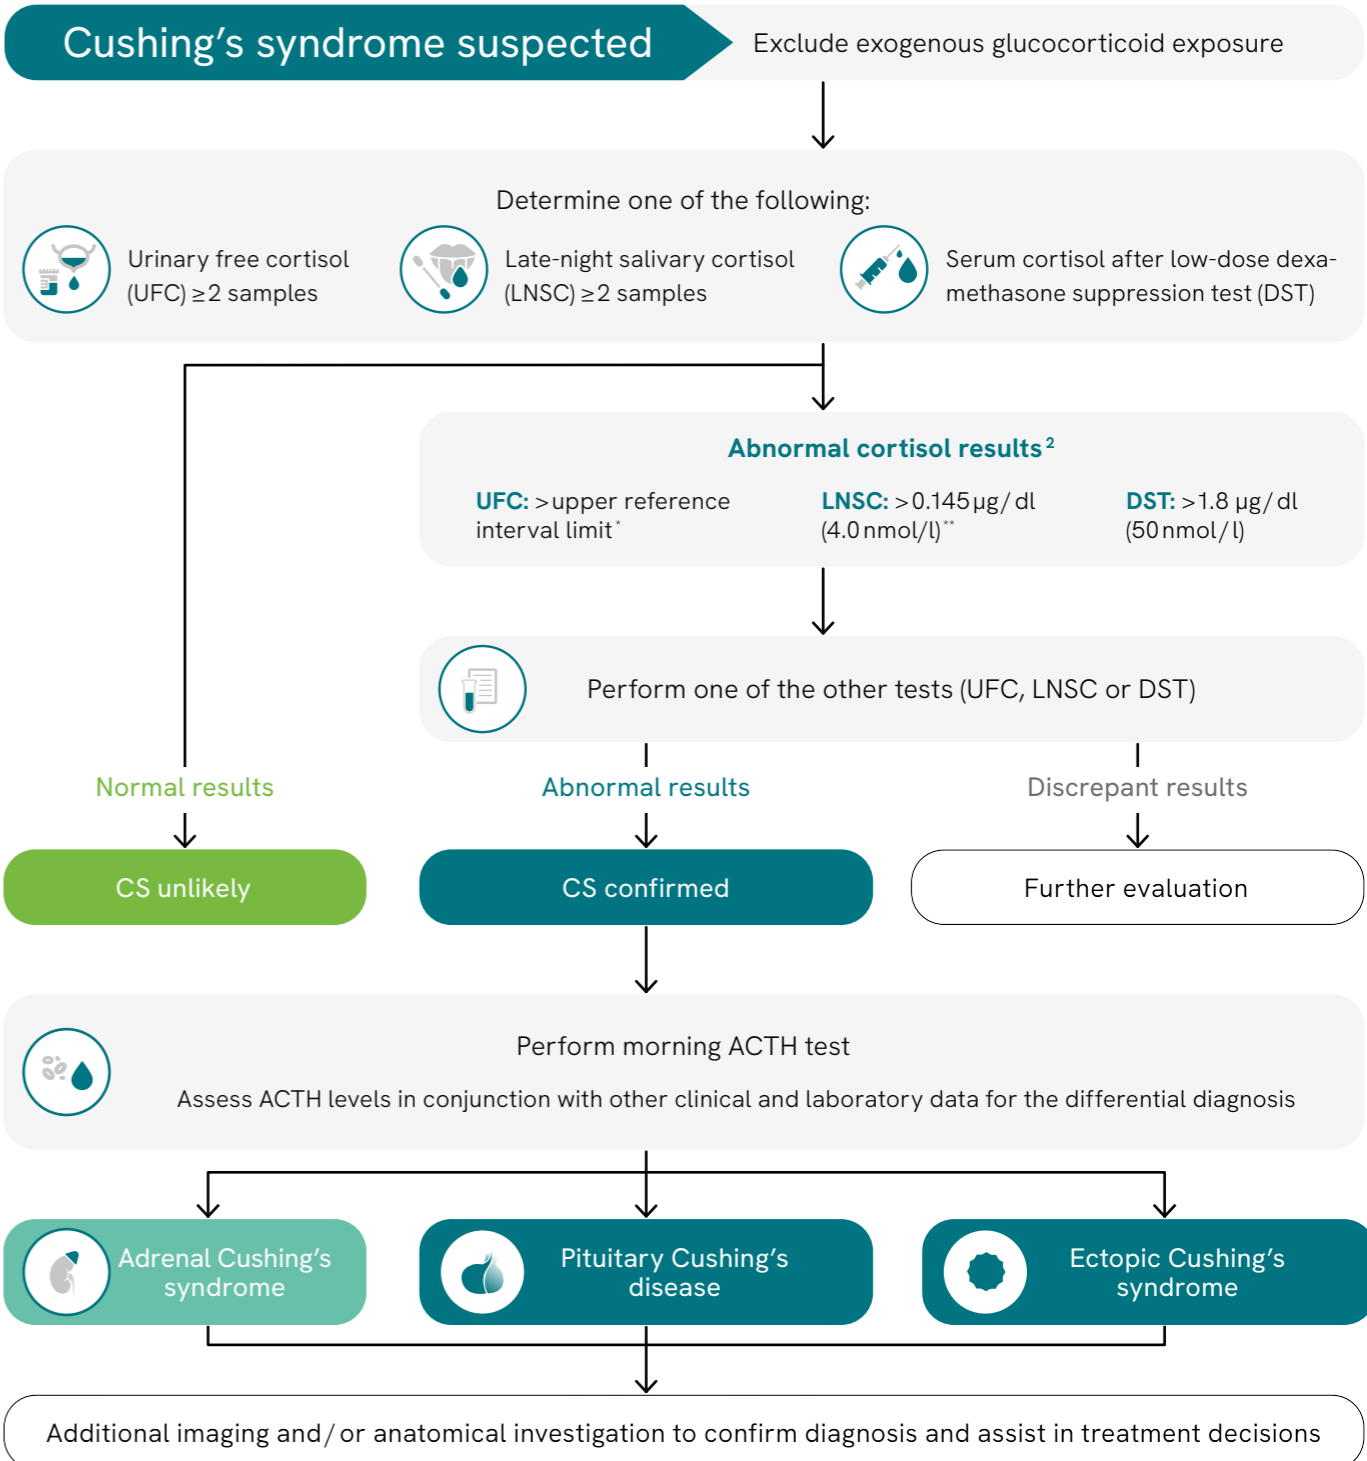 Cushing's syndrome suspected
Exclude exogenous glucocorticoid exposure
Determine one of the following:
Urinary free cortisol
(UFC) ≥2 samples
Late-night salivary cortisol
(LNSC) ≥2 samples
Serum cortisol after low-dose dexa-
methasone suppression test (DST)
Abnormal cortisol results²
UFC: >upper reference
interval limit*
LNSC: >0.145 µg/dl
(4.0 nmol/l)**
DST: >1.8 µg/dl
(50 nmol/l)
Perform one of the other tests (UFC, LNSC or DST)
Normal results
Abnormal results
Discrepant results
CS unlikely
CS confirmed
Further evaluation
Perform morning ACTH test
Assess ACTH levels in conjunction with other clinical and laboratory data for the differential diagnosis
Adrenal Cushing's
syndrome
Pituitary Cushing's
disease
Ectopic Cushing's
syndrome
Additional imaging and/or anatomical investigation to confirm diagnosis and assist in treatment decisions